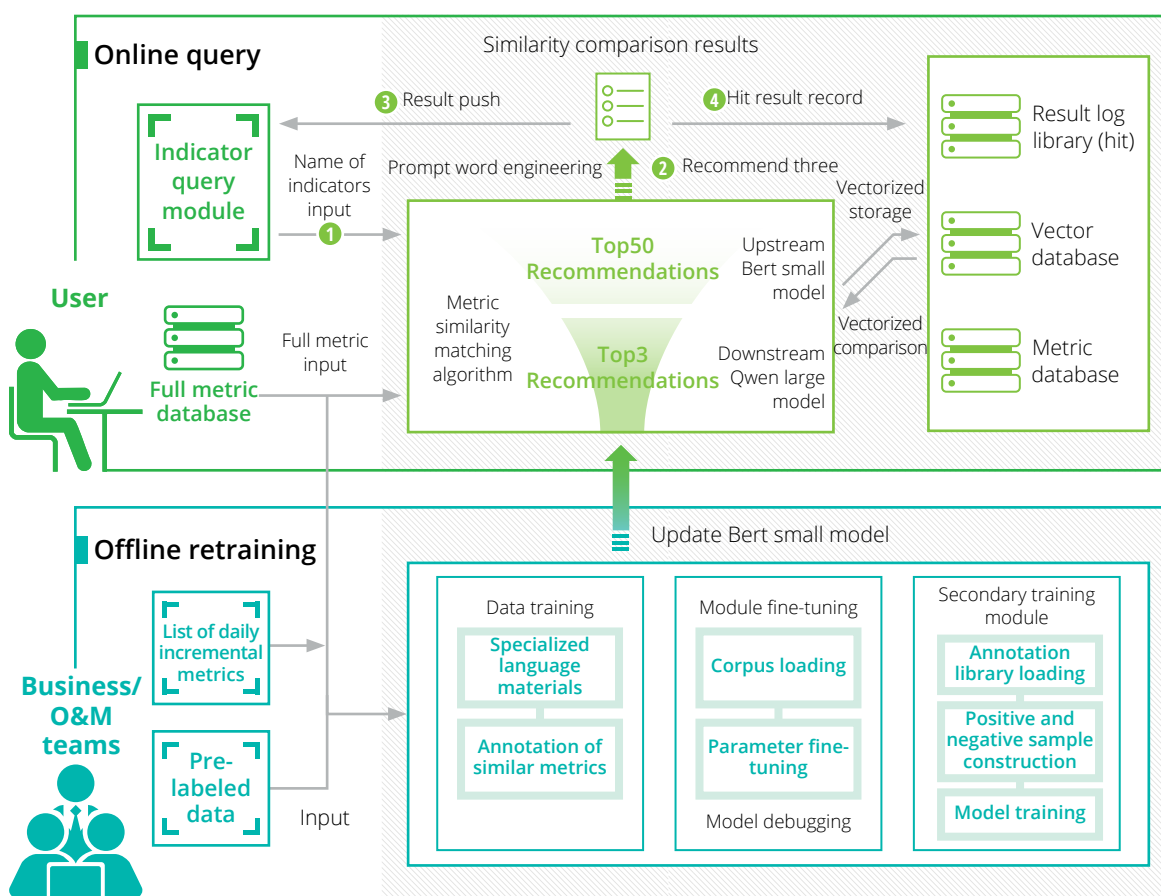 Online query
Similarity comparison results
3 Result push
4 Hit result record
Indicator
query
module
Name of
indicators
input
1
Prompt word engineering
2 Recommend three
Result log
library (hit)
Vectorized
storage
Vector
database
Vectorized
comparison
Metric
database
Top50
Recommendations
Upstream
Bert small
model
Metric
similarity
matching
algorithm
Top3
Recommendations
Downstream
Qwen large
model
User
Full metric
database
Full metric
input
Offline retraining
Update Bert small model
List of daily
incremental
metrics
Business/
O&M
teams
Pre-
labeled
data
Input
Data training
Specialized
language
materials
Annotation of
similar metrics
Module fine-tuning
Corpus loading
Parameter fine-
tuning
Model debugging
Secondary training
module
Annotation
library loading
Positive and
negative sample
construction
Model training